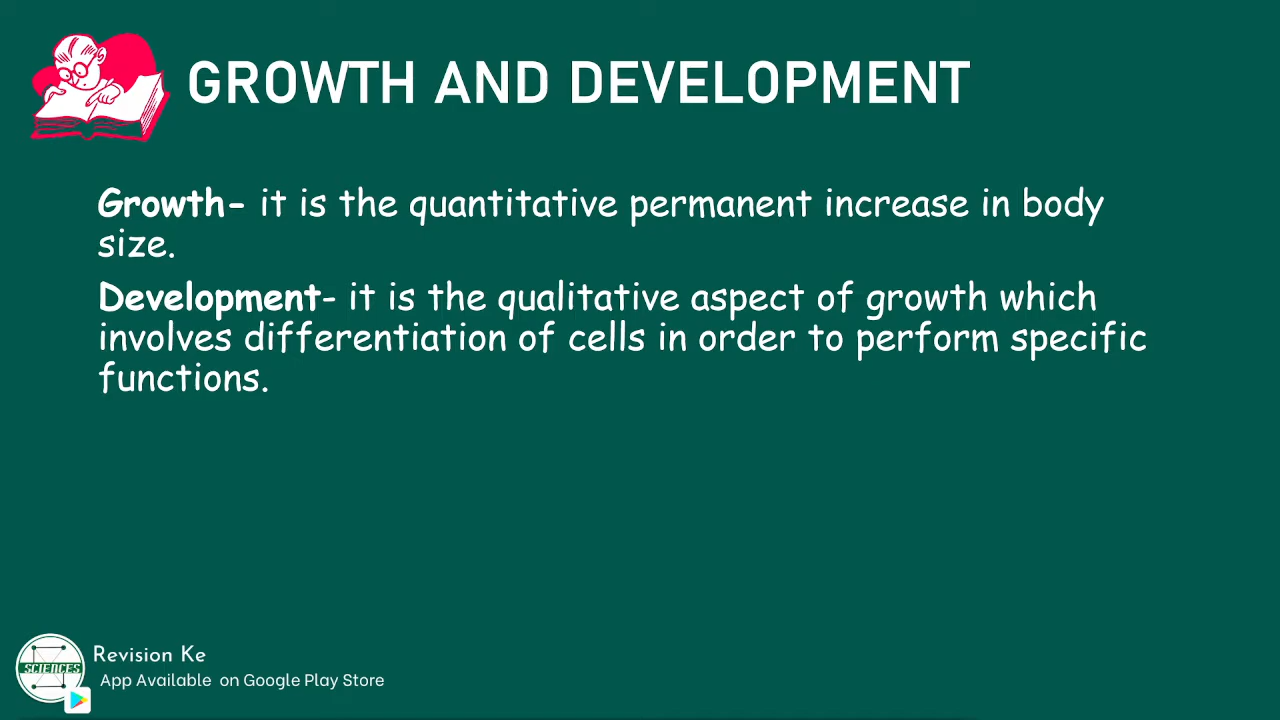 GROWTH AND DEVELOPMENT
Growth- it is the quantitative permanent increase in body
size.
Development- it is the qualitative aspect of growth which
involves differentiation of cells in order to perform specific
functions.
Revision Ke
SCIENCES
App Available on Google Play Store